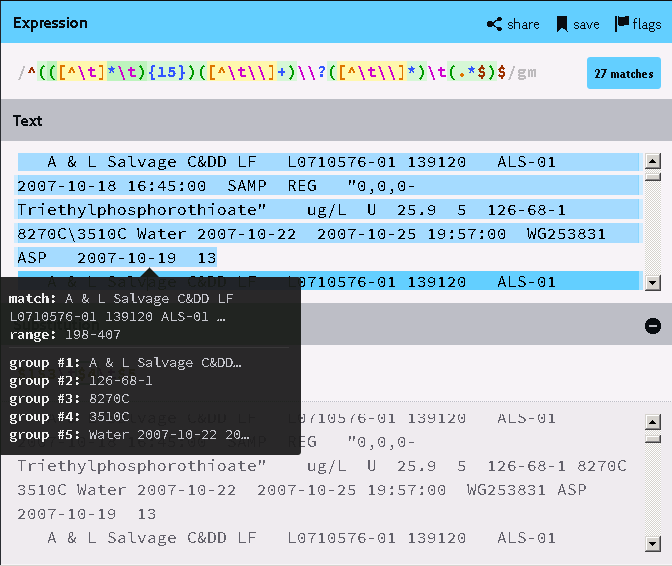 Expression share save flags
/^(([^\t]*\t){15})([^\t\\]+)\\?([^\t\\]*)\t(.*$)$/gm 27 matches
Text
A & L Salvage C&DD LF L0710576-01 139120 ALS-01
2007-10-18 16:45:00 SAMP REG "0,0,0-
Triethylphosphorothioate" ug/L U 25.9 5 126-68-1
8270C\3510C Water 2007-10-22 2007-10-25 19:57:00 WG253831
ASP 2007-10-19 13
A & L Salvage C&DD LF L0710576-01 139120 ALS-01
match: A & L Salvage C&DD LF
L0710576-01 139120 ALS-01 …
range: 198-407
group #1: A & L Salvage C&DD…
group #2: 126-68-1
group #3: 8270C
group #4: 3510C
group #5: Water 2007-10-22 20…
A & L Salvage C&DD LF L0710576-01 139120 ALS-01
SAMP REG "0,0,0-
Triethylphosphorothioate" ug/L U 25.9 5 126-68-1 8270C
3510C Water 2007-10-22 2007-10-25 19:57:00 WG253831 ASP
2007-10-19 13
A & L Salvage C&DD LF L0710576-01 139120 ALS-01